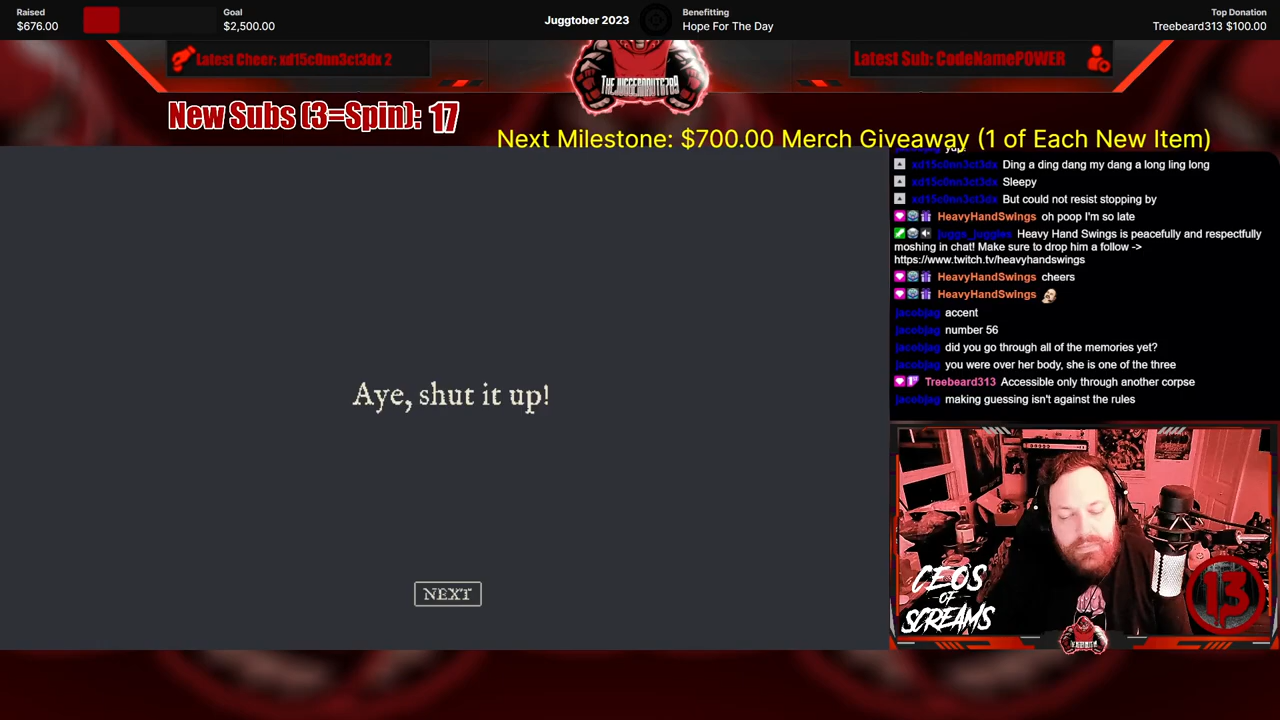 Raised
$676.00
Goal
$2,500.00
Juggtober 2023
Benefitting
Hope For The Day
Top Donation
Treebeard313 $100.00
Latest Cheer: xd15c0nn3ct3dx 2
THEJUGGERNAUT6789
Latest Sub: CodeNamePOWER
New Subs (3=Spin): 17
Next Milestone: $700.00 Merch Giveaway (1 of Each New Item)
xd15c0nn3ct3dx Ding a ding dang my dang a long ling long
xd15c0nn3ct3dx Sleepy
xd15c0nn3ct3dx But could not resist stopping by
HeavyHandSwings oh poop I'm so late
juggs_juggles Heavy Hand Swings is peacefully and respectfully
moshing in chat! Make sure to drop him a follow ->
https://www.twitch.tv/heavyhandswings
HeavyHandSwings cheers
HeavyHandSwings
jacobjag accent
jacobjag number 56
jacobjag did you go through all of the memories yet?
jacobjag you were over her body, she is one of the three
Treebeard313 Accessible only through another corpse
jacobjag making guessing isn't against the rules
Aye, shut it up!
NEXT
CEOS
OF
SCREAMS
13